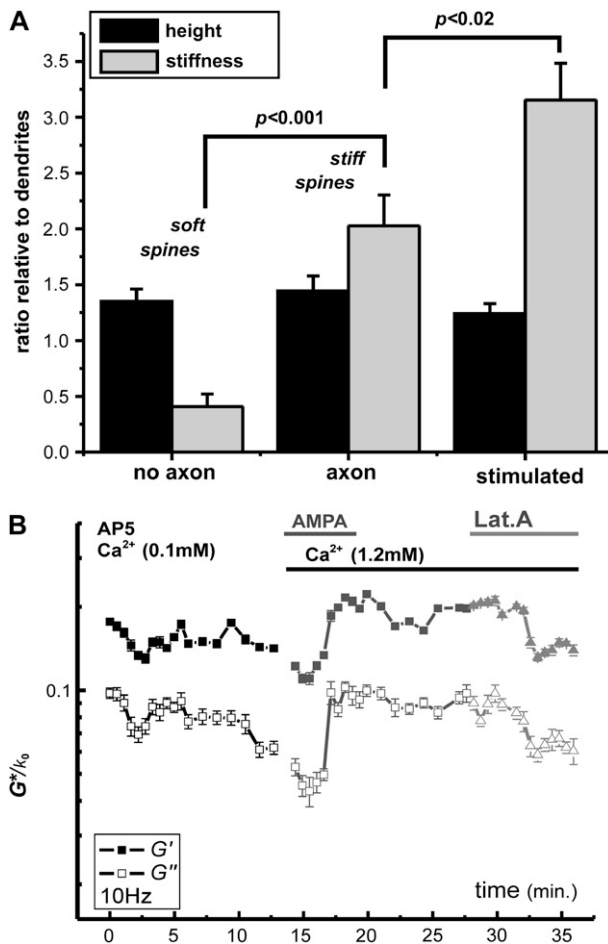 A
height
stiffness
p<0.02
p<0.001
soft
spines
stiff
spines
ratio relative to dendrites
3.5
3.0
2.5
2.0
1.5
1.0
0.5
0.0
no axon
axon
stimulated
B
AP5
Ca²⁺ (0.1mM)
AMPA
Lat.A
Ca²⁺ (1.2mM)
G*/k₀
0.1
G'
G''
10Hz
time (min.)
0 5 10 15 20 25 30 35